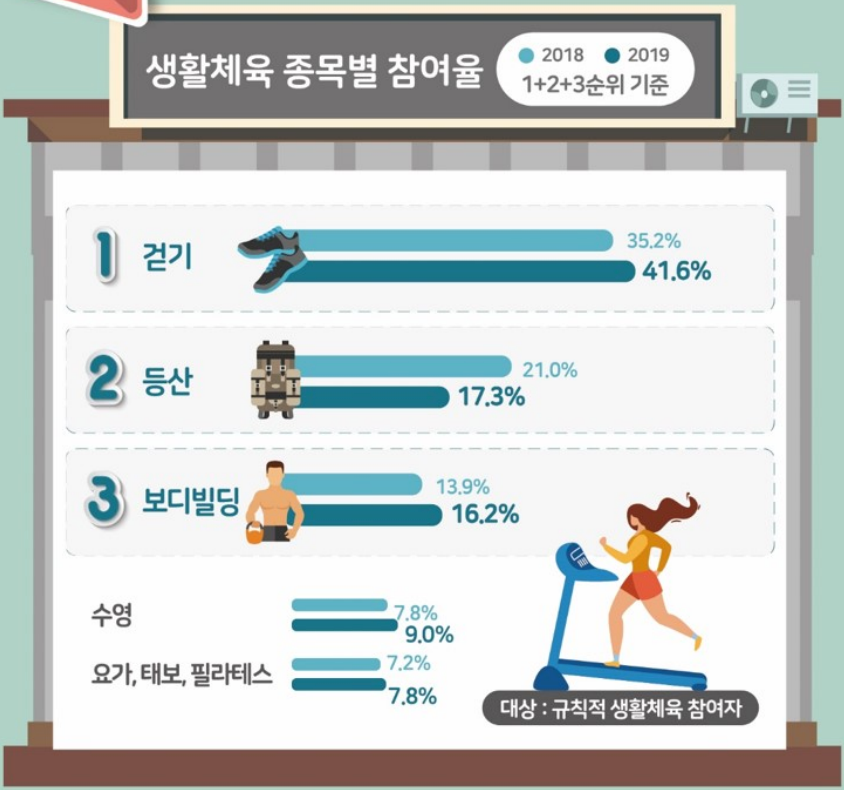 생활체육 종목별 참여율
2018 2019
1+2+3순위 기준
1 걷기
35.2%
41.6%
2 등산
21.0%
17.3%
3 보디빌딩
13.9%
16.2%
수영
7.8%
9.0%
요가, 태보, 필라테스
7.2%
7.8%
대상 : 규칙적 생활체육 참여자